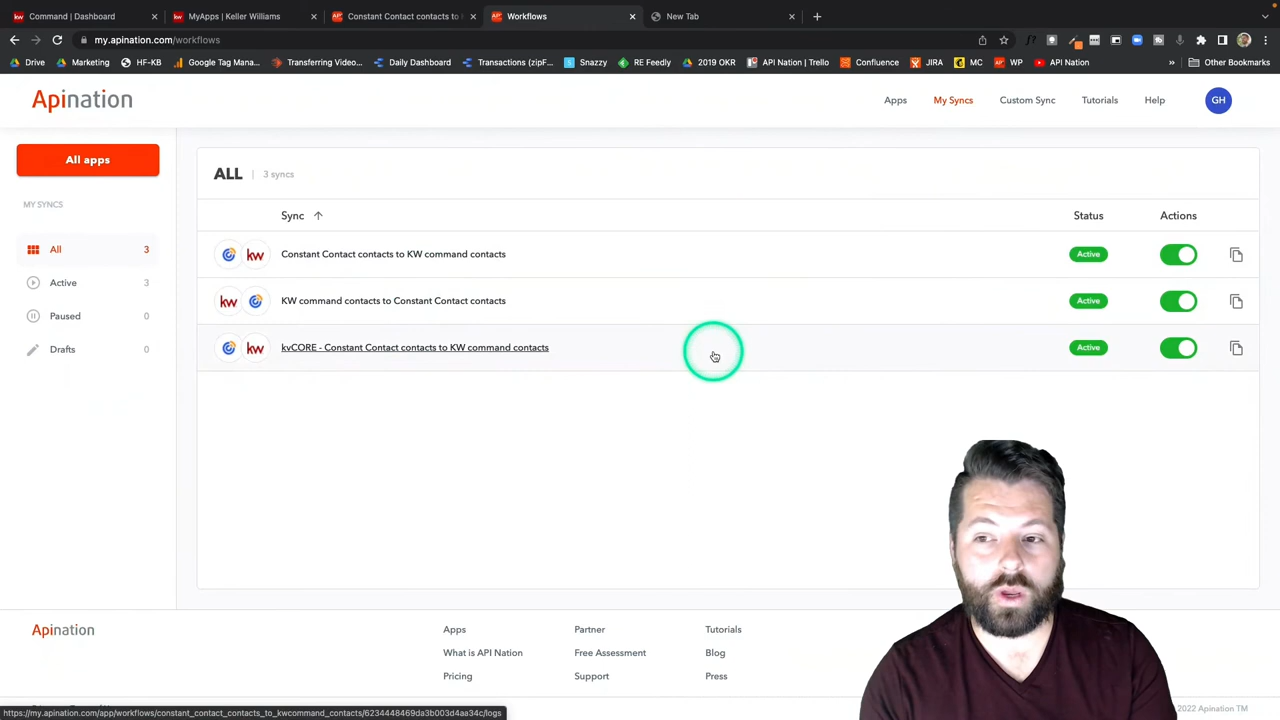 Command | Dashboard
MyApps | Keller Williams
Constant Contact contacts to
Workflows
New Tab
my.apination.com/workflows
Drive
Marketing
HF-KB
Google Tag Mana...
Transferring Video...
Daily Dashboard
Transactions (zipF...
Snazzy
RE Feedly
2019 OKR
API Nation | Trello
Confluence
JIRA
MC
WP
API Nation
»
Other Bookmarks
Apination
Apps
My Syncs
Custom Sync
Tutorials
Help
GH
All apps
MY SYNCS
All 3
Active 3
Paused 0
Drafts 0
ALL | 3 syncs
Sync Status Actions
kw Constant Contact contacts to KW command contacts Active
kw KW command contacts to Constant Contact contacts Active
kw kvCORE - Constant Contact contacts to KW command contacts Active
Apination
Apps
What is API Nation
Pricing
Partner
Free Assessment
Support
Tutorials
Blog
Press
https://my.apination.com/app/workflows/constant_contact_contacts_to_kwcommand_contacts/6234448469da3b003d4aa34c/logs
2022 Apination TM